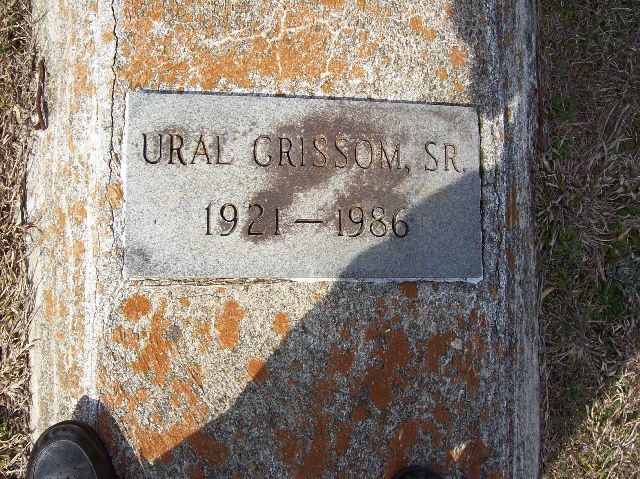 URAL GRISSOM, SR.
1921 — 1986